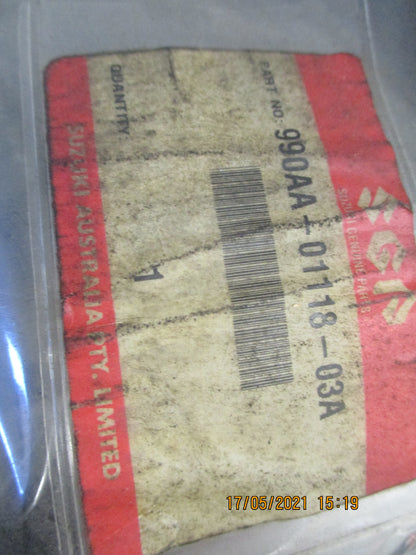 SGP
SUZUKI GENUINE PARTS
PART NO. 990AA-01118-03A
QUANTITY 1
SUZUKI AUSTRALIA PTY. LIMITED
17/05/2021 15:19